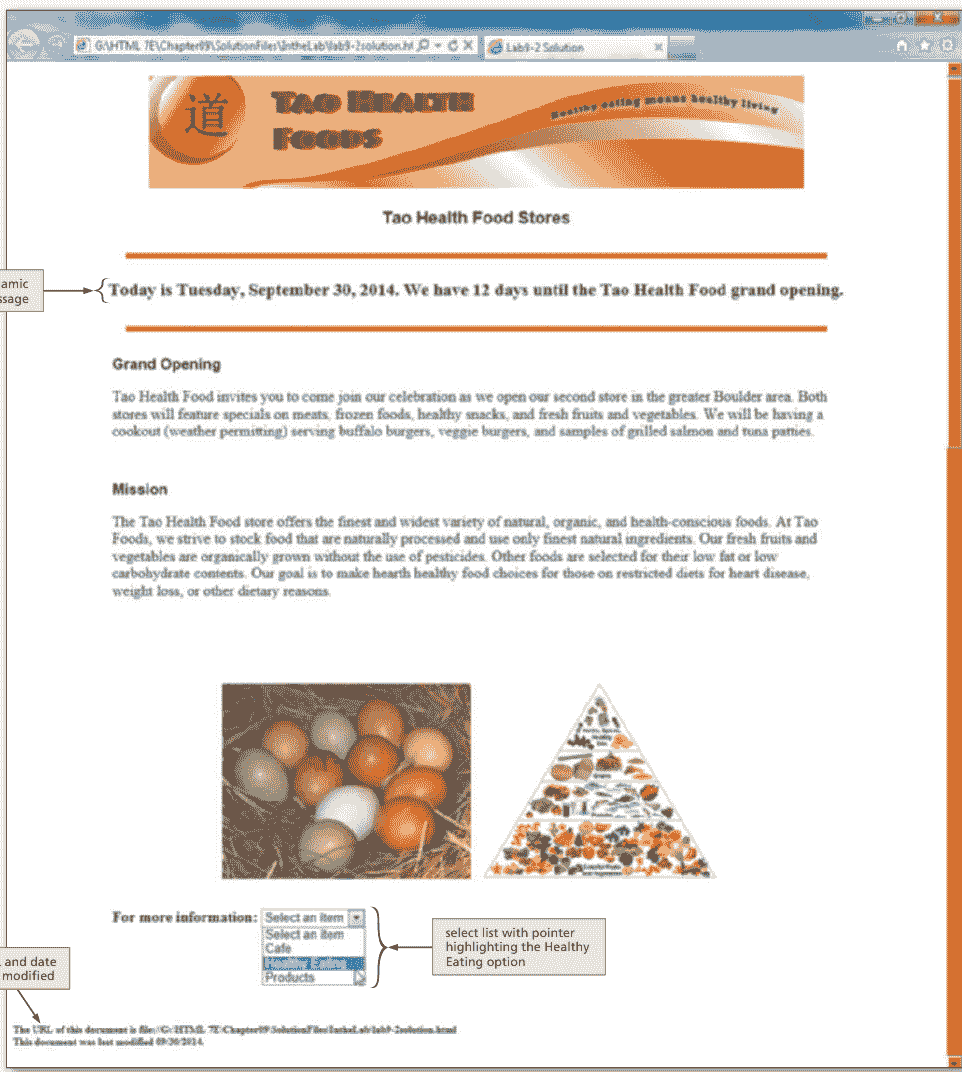 G:\HTML 7E\Chapter09\SolutionFiles\IntheLab\lab9-2solution.ht
Lab9-2 Solution
道
Tao Health
Foods
Healthy eating means healthy living
Tao Health Food Stores
amic
ssage
Today is Tuesday, September 30, 2014. We have 12 days until the Tao Health Food grand opening.
Grand Opening
Tao Health Food invites you to come join our celebration as we open our second store in the greater Boulder area. Both
stores will feature specials on meats, frozen foods, healthy snacks, and fresh fruits and vegetables. We will be having a
cookout (weather permitting) serving buffalo burgers, veggie burgers, and samples of grilled salmon and tuna patties.
Mission
The Tao Health Food store offers the finest and widest variety of natural, organic, and health-conscious foods. At Tao
Foods, we strive to stock food that are naturally processed and use only finest natural ingredients. Our fresh fruits and
vegetables are organically grown without the use of pesticides. Other foods are selected for their low fat or low
carbohydrate contents. Our goal is to make hearth healthy food choices for those on restricted diets for heart disease,
weight loss, or other dietary reasons.
For more information: Select an item
Select an item
Cafe
Healthy Eating
Products
select list with pointer
highlighting the Healthy
Eating option
and date
modified
The URL of this document is file://G:/HTML 7E/Chapter09/SolutionFiles/IntheLab/lab9-2solution.html
This document was last modified 09/30/2014.